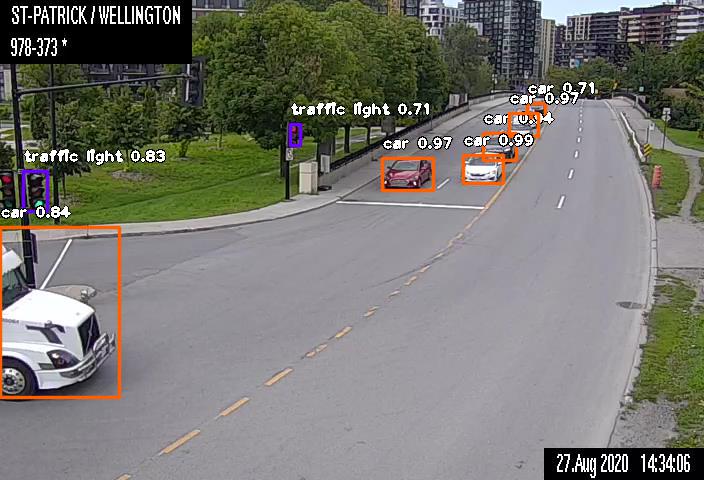 ST-PATRICK / WELLINGTON
978-373 *
car 0.71
car 0.97
traffic light 0.71
car 0.99
car 0.97
traffic light 0.83
car 0.84
27.Aug 2020 14:34:06